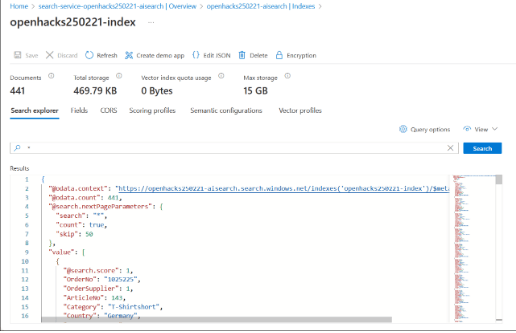 Home > search-service-openhacks250221-aisearch | Overview > openhacks250221-aisearch | Indexes >
openhacks250221-index ...
Save Discard Refresh Create demo app {} Edit JSON Delete Encryption
Documents Total storage Vector index quota usage Max storage
441 469.79 KB 0 Bytes 15 GB
Search explorer Fields CORS Scoring profiles Semantic configurations Vector profiles
Query options View
* Search
Results
1 {
2 "@odata.context": "https://openhacks250221-aisearch.search.windows.net/indexes('openhacks250221-index')/$met
3 "@odata.count": 441,
4 "@search.nextPageParameters": {
5 "search": "*",
6 "count": true,
7 "skip": 50
8 },
9 "value": [
10 {
11 "@search.score": 1,
12 "OrderNo": "1025225",
13 "OrderSupplier": 1,
14 "ArticleNo": 143,
15 "Category": "T-Shirtshort",
16 "Country": "Germany",